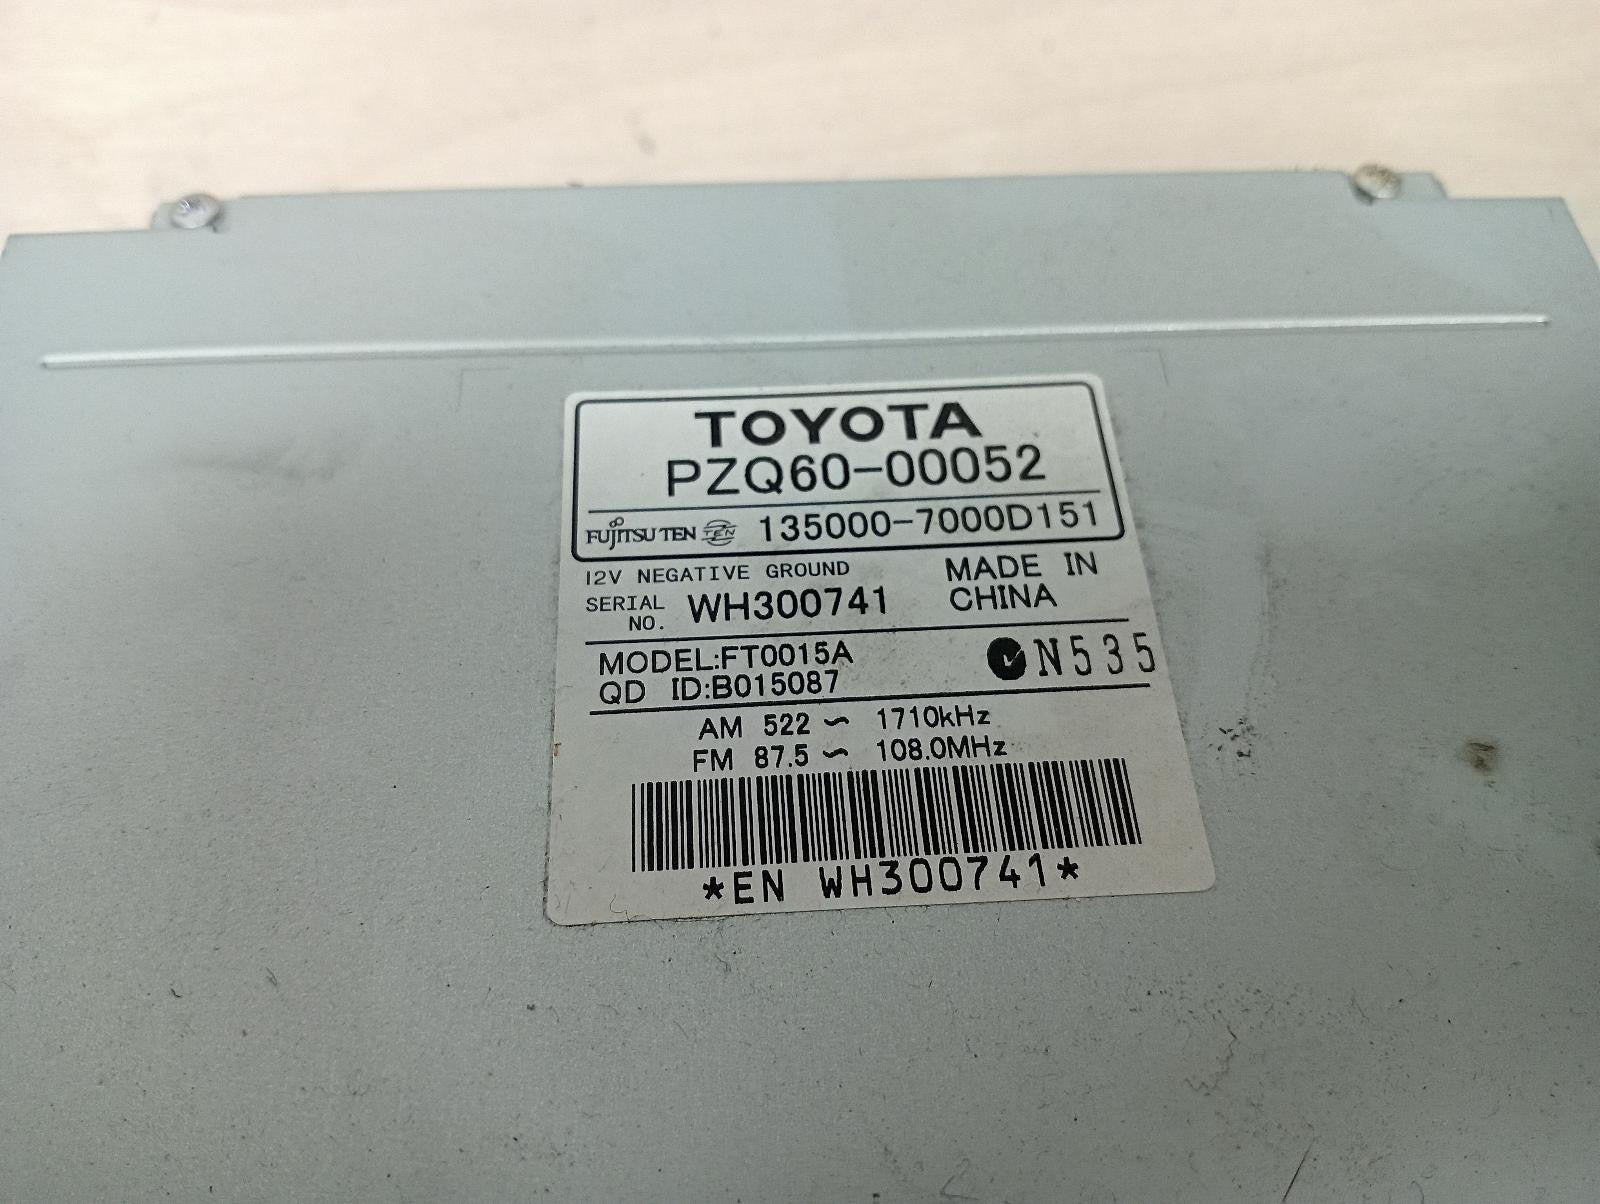 TOYOTA
PZQ60-00052
FUJITSU TEN TEN 135000-7000D151
12V NEGATIVE GROUND MADE IN
SERIAL NO. WH300741 CHINA
MODEL:FT0015A N535
QD ID:B015087
AM 522 ~ 1710kHz
FM 87.5 ~ 108.0MHz
*EN WH300741*